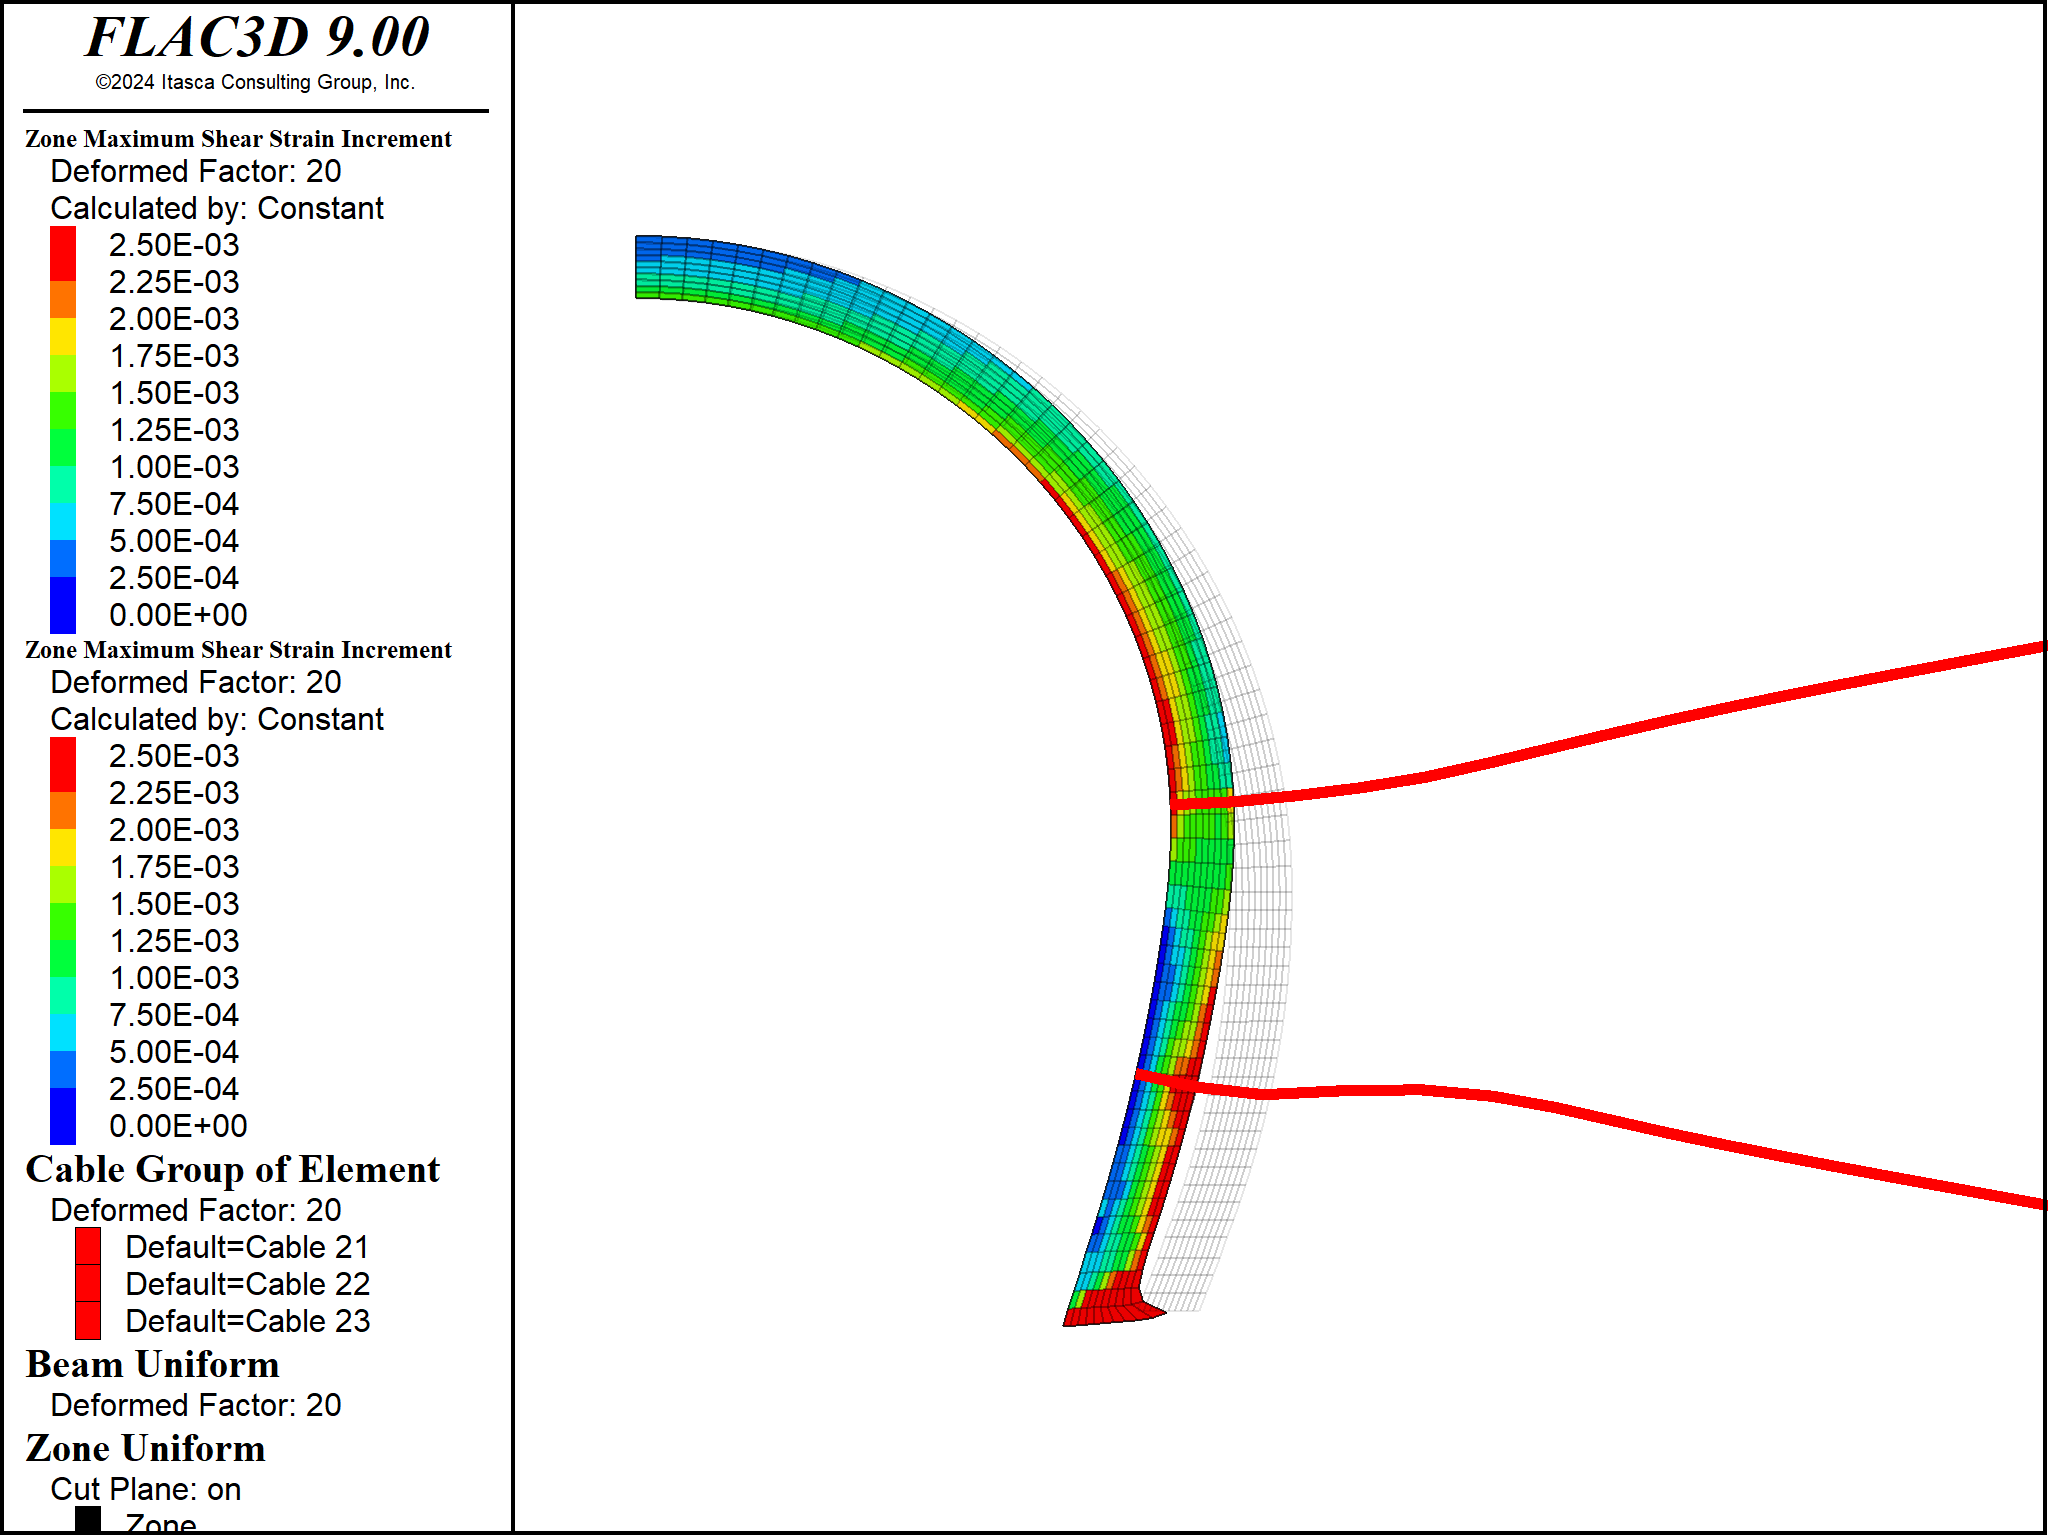 FLAC3D 9.00
©2024 Itasca Consulting Group, Inc.
Zone Maximum Shear Strain Increment
Deformed Factor: 20
Calculated by: Constant
2.50E-03
2.25E-03
2.00E-03
1.75E-03
1.50E-03
1.25E-03
1.00E-03
7.50E-04
5.00E-04
2.50E-04
0.00E+00
Zone Maximum Shear Strain Increment
Deformed Factor: 20
Calculated by: Constant
2.50E-03
2.25E-03
2.00E-03
1.75E-03
1.50E-03
1.25E-03
1.00E-03
7.50E-04
5.00E-04
2.50E-04
0.00E+00
Cable Group of Element
Deformed Factor: 20
Default=Cable 21
Default=Cable 22
Default=Cable 23
Beam Uniform
Deformed Factor: 20
Zone Uniform
Cut Plane: on
Zone